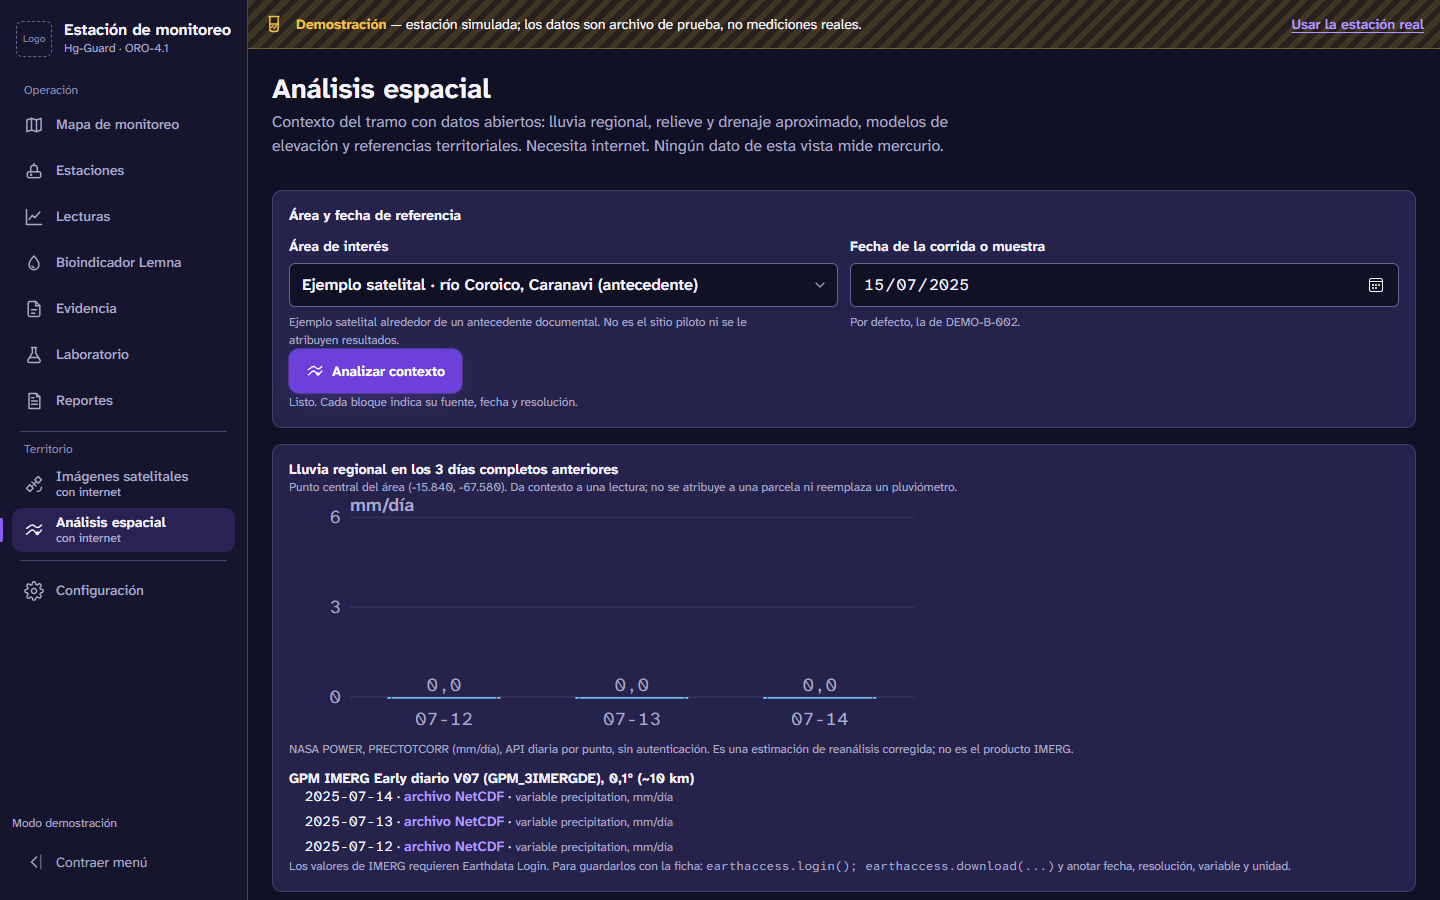 Logo
Estación de monitoreo
Hg-Guard · ORO-4.1
Operación
Mapa de monitoreo
Estaciones
Lecturas
Bioindicador Lemna
Evidencia
Laboratorio
Reportes
Territorio
Imágenes satelitales
con internet
Análisis espacial
con internet
Configuración
Modo demostración
Contraer menú
Demostración — estación simulada; los datos son archivo de prueba, no mediciones reales.
Usar la estación real
Análisis espacial
Contexto del tramo con datos abiertos: lluvia regional, relieve y drenaje aproximado, modelos de
elevación y referencias territoriales. Necesita internet. Ningún dato de esta vista mide mercurio.
Área y fecha de referencia
Área de interés
Ejemplo satelital · río Coroico, Caranavi (antecedente)
Ejemplo satelital alrededor de un antecedente documental. No es el sitio piloto ni se le
atribuyen resultados.
Fecha de la corrida o muestra
15/07/2025
Por defecto, la de DEMO-B-002.
Analizar contexto
Listo. Cada bloque indica su fuente, fecha y resolución.
Lluvia regional en los 3 días completos anteriores
Punto central del área (-15.840, -67.580). Da contexto a una lectura; no se atribuye a una parcela ni reemplaza un pluviómetro.
mm/día
6
3
0
0,0 0,0 0,0
07-12 07-13 07-14
NASA POWER, PRECTOTCORR (mm/día), API diaria por punto, sin autenticación. Es una estimación de reanálisis corregida; no es el producto IMERG.
GPM IMERG Early diario V07 (GPM_3IMERGDE), 0,1° (~10 km)
2025-07-14 · archivo NetCDF · variable precipitation, mm/día
2025-07-13 · archivo NetCDF · variable precipitation, mm/día
2025-07-12 · archivo NetCDF · variable precipitation, mm/día
Los valores de IMERG requieren Earthdata Login. Para guardarlos con la ficha: earthaccess.login(); earthaccess.download(...) y anotar fecha, resolución, variable y unidad.